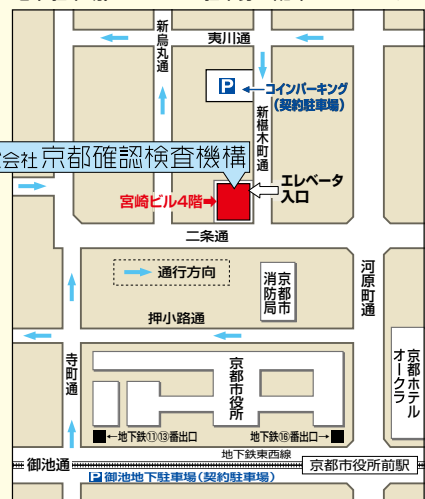 新烏丸通
夷川通
P
コインパーキング
(契約駐車場)
新椹木町通
会社 京都確認検査機構
エレベータ
入口
宮崎ビル4階
二条通
通行方向
京都市
消防局
河原町通
押小路通
寺町通
京都市役所
京都ホテル
オークラ
←地下鉄⑪⑬番出口
地下鉄⑯番出口→
地下鉄東西線
御池通
京都市役所前駅
P 御池地下駐車場(契約駐車場)